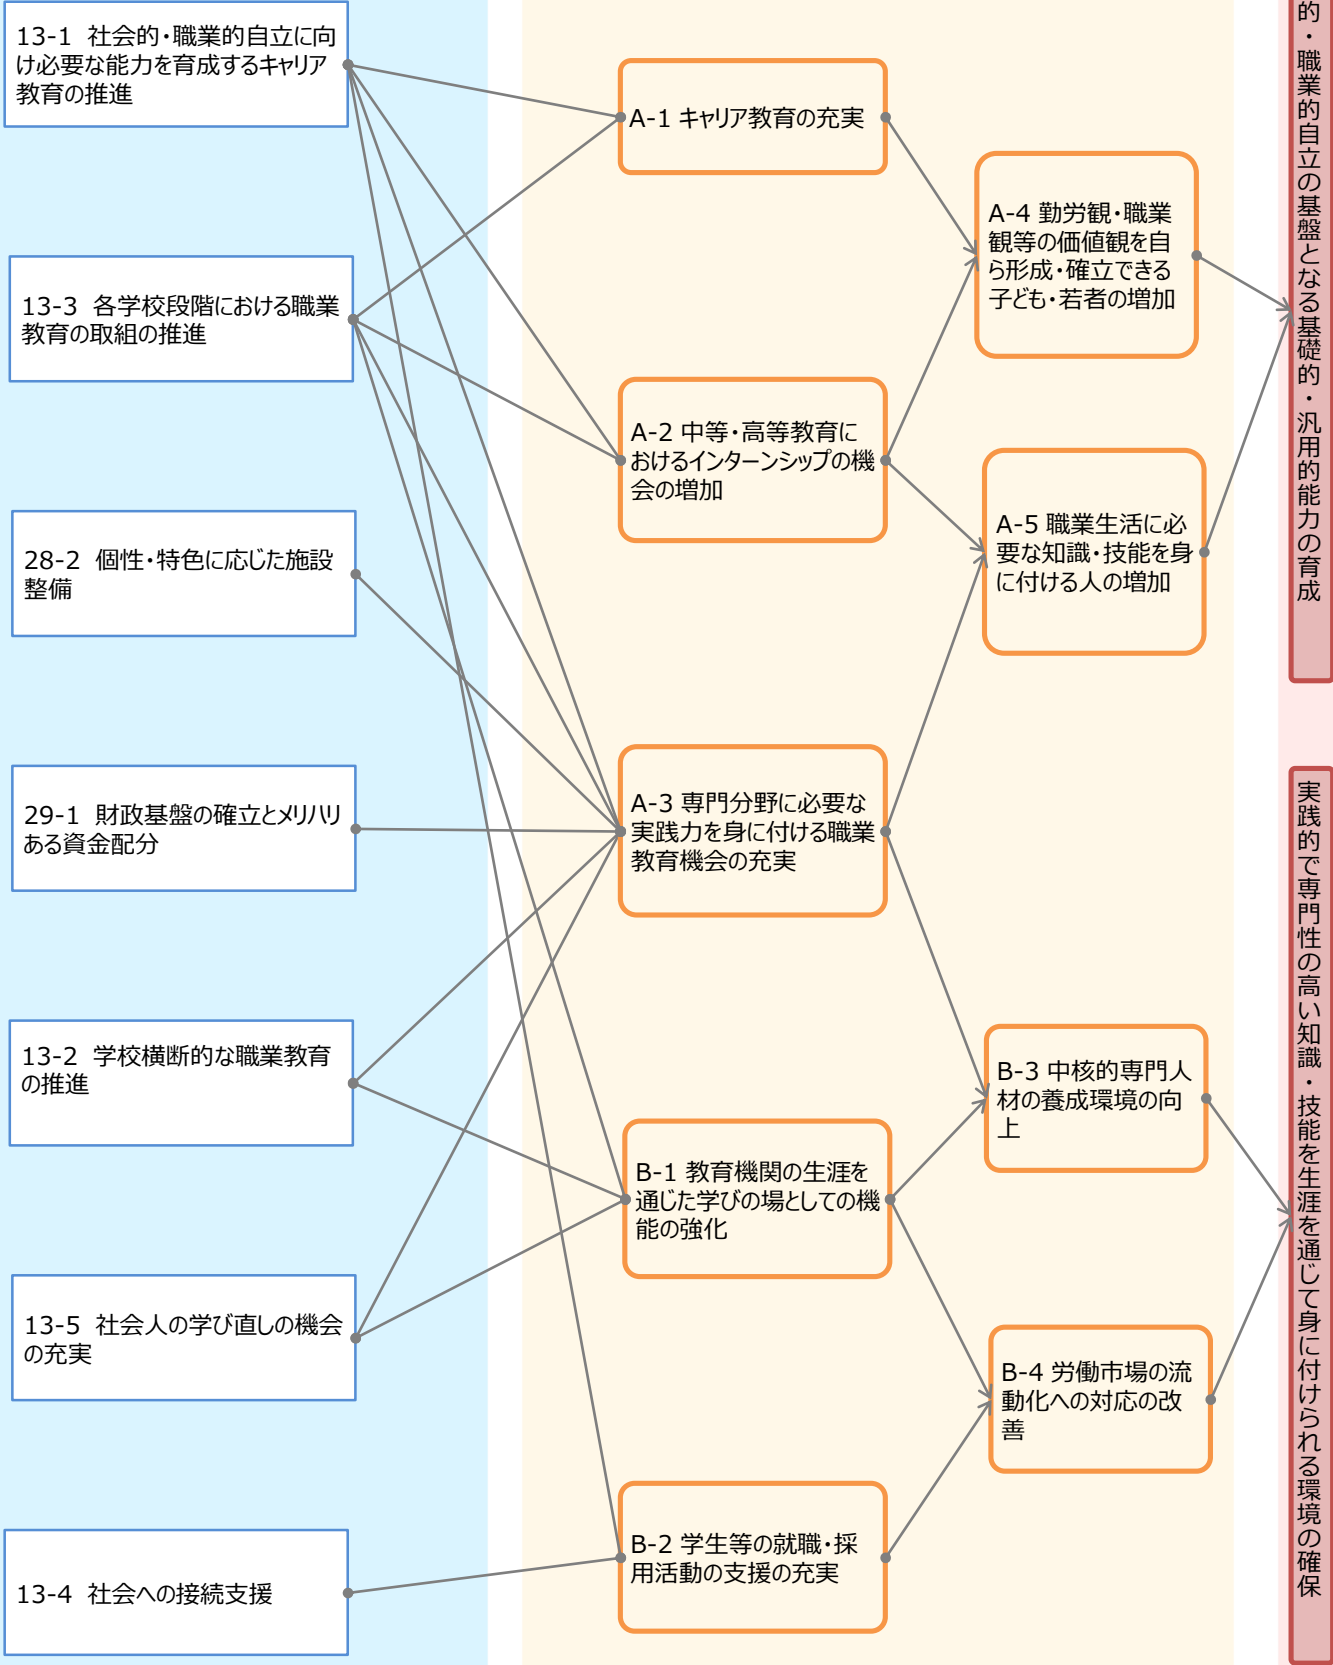 13-1 社会的・職業的自立に向
け必要な能力を育成するキャリア
教育の推進
13-3 各学校段階における職業
教育の取組の推進
28-2 個性・特色に応じた施設
整備
29-1 財政基盤の確立とメリハリ
ある資金配分
13-2 学校横断的な職業教育
の推進
13-5 社会人の学び直しの機会
の充実
13-4 社会への接続支援
A-1 キャリア教育の充実
A-2 中等・高等教育に
おけるインターンシップの機
会の増加
A-3 専門分野に必要な
実践力を身に付ける職業
教育機会の充実
B-1 教育機関の生涯を
通じた学びの場としての機
能の強化
B-2 学生等の就職・採
用活動の支援の充実
A-4 勤労観・職業
観等の価値観を自
ら形成・確立できる
子ども・若者の増加
A-5 職業生活に必
要な知識・技能を身
に付ける人の増加
B-3 中核的専門人
材の養成環境の向
上
B-4 労働市場の流
動化への対応の改
善
的・職業的自立の基盤となる基礎的・汎用的能力の育成
実践的で専門性の高い知識・技能を生涯を通じて身に付けられる環境の確保